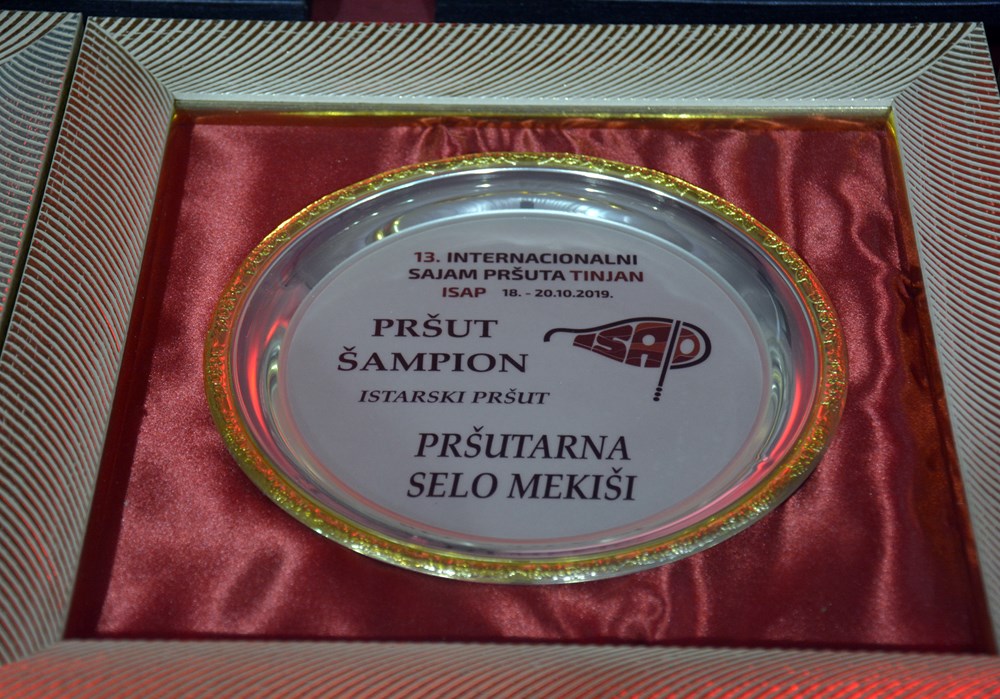 13. INTERNACIONALNI
SAJAM PRŠUTA TINJAN
ISAP 18. - 20.10.2019.
PRŠUT
ŠAMPION
ISAP
ISTARSKI PRŠUT
PRŠUTARNA
SELO MEKIŠI